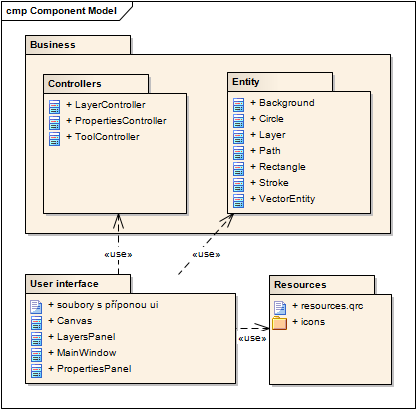 cmp Component Model
Business
Controllers
+ LayerController
+ PropertiesController
+ ToolController
Entity
+ Background
+ Circle
+ Layer
+ Path
+ Rectangle
+ Stroke
+ VectorEntity
«use»
«use»
User interface
+ soubory s příponou ui
+ Canvas
+ LayersPanel
+ MainWindow
+ PropertiesPanel
«use»
Resources
+ resources.qrc
+ icons